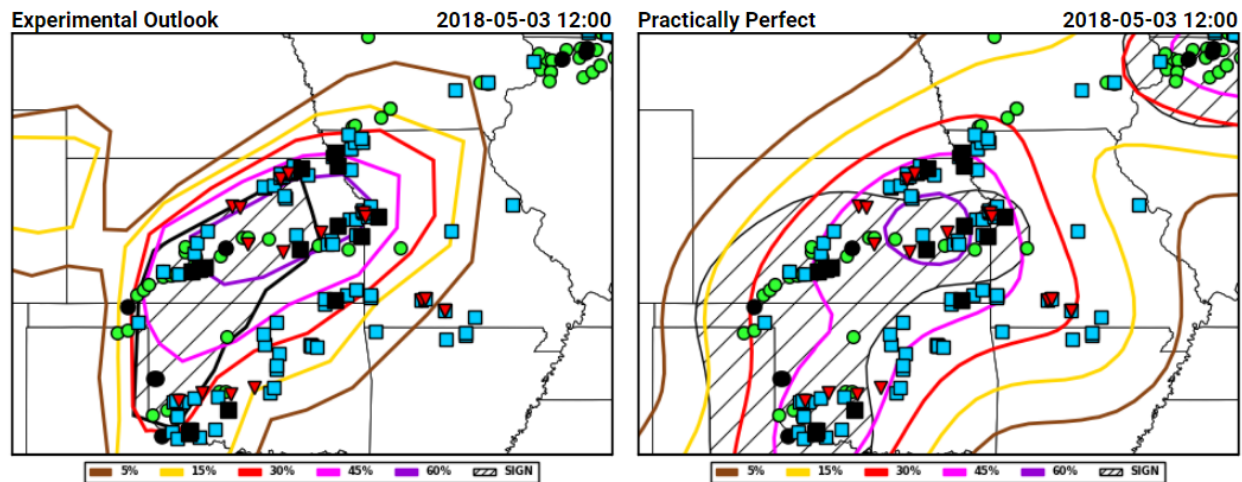 Experimental Outlook 2018-05-03 12:00 Practically Perfect 2018-05-03 12:00
5% 15% 30% 45% 60% SIGN 5% 15% 30% 45% 60% SIGN